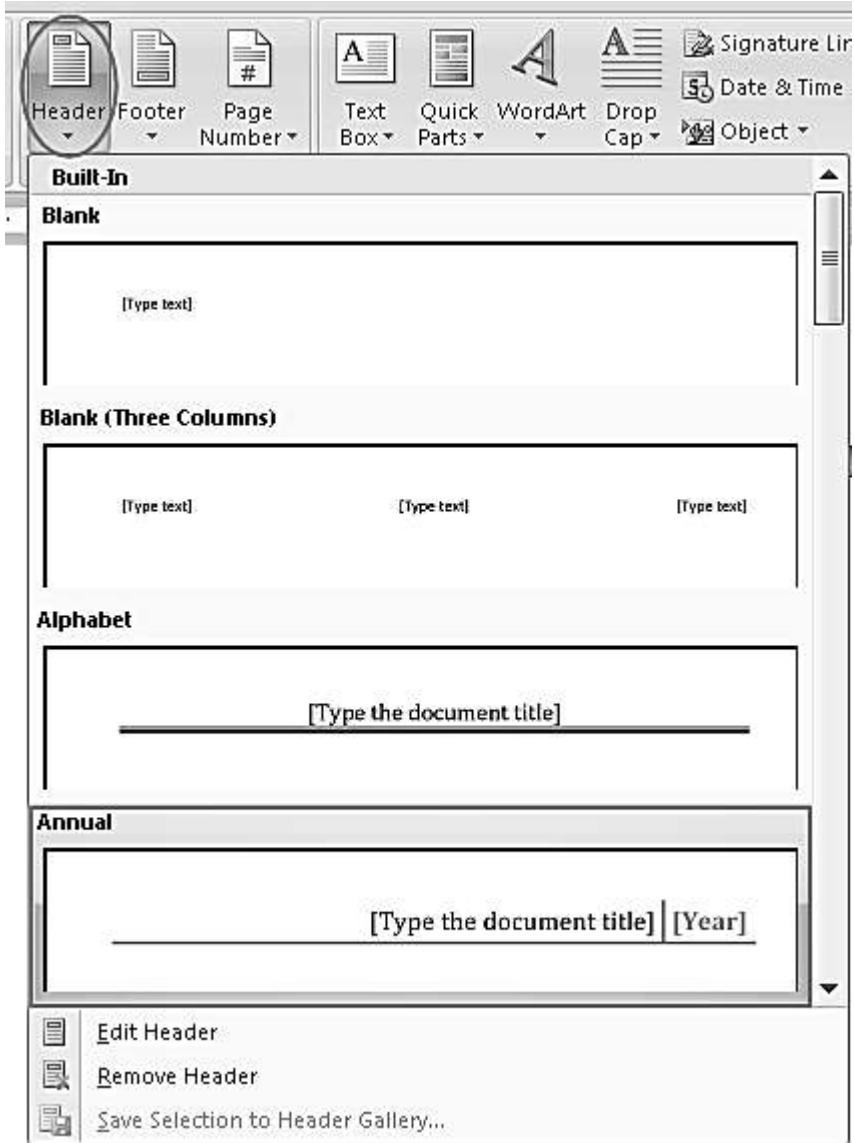 Header Footer Page Number
Text Box Quick Parts WordArt Drop Cap
Signature Lin
Date & Time
Object
Built-In
Blank
[Type text]
Blank (Three Columns)
[Type text] [Type text] [Type text]
Alphabet
[Type the document title]
Annual
[Type the document title] [Year]
Edit Header
Remove Header
Save Selection to Header Gallery...